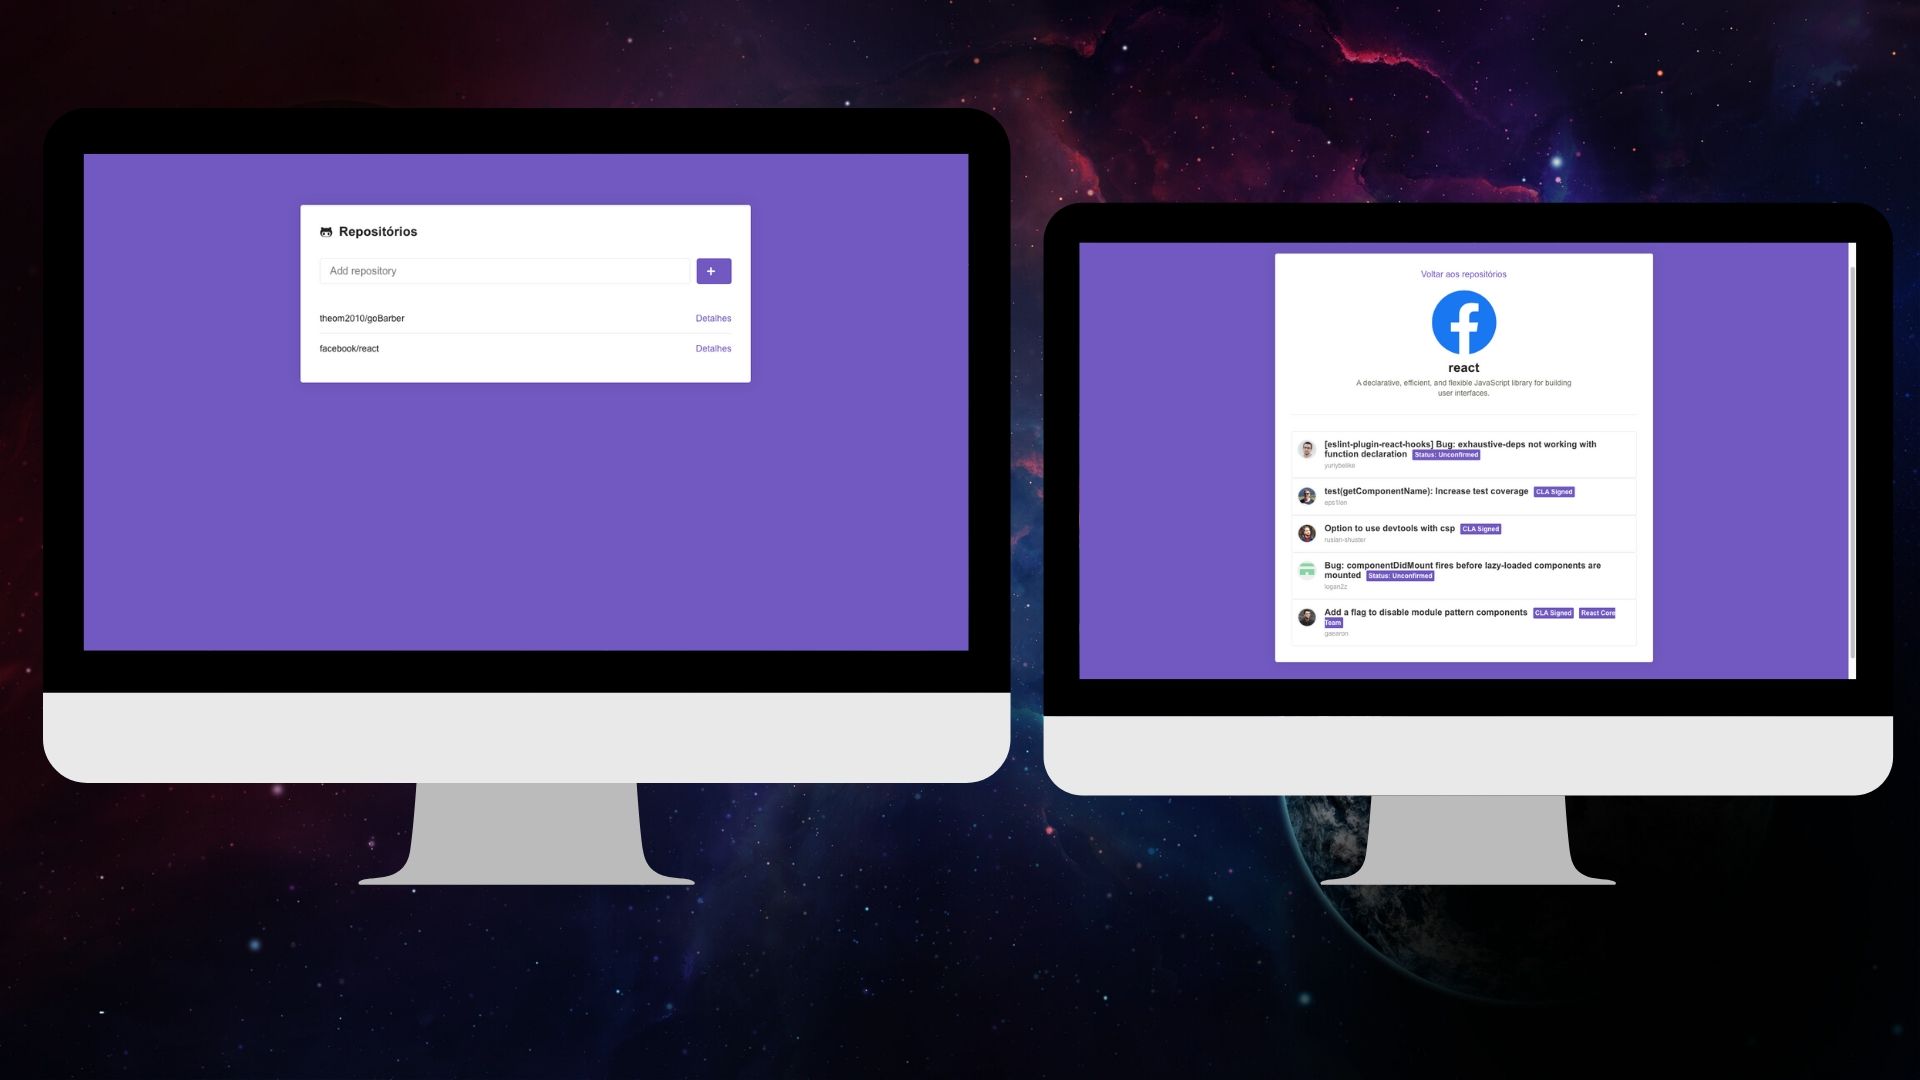 Repositórios
Add repository
+
theom2010/goBarber
Detalhes
facebook/react
Detalhes
Voltar aos repositórios
react
A declarative, efficient, and flexible JavaScript library for building
user interfaces.
[eslint-plugin-react-hooks] Bug: exhaustive-deps not working with
function declaration Status: Unconfirmed
yuriybelike
test(getComponentName): Increase test coverage CLA Signed
eps1lon
Option to use devtools with csp CLA Signed
ruslan-shuster
Bug: componentDidMount fires before lazy-loaded components are
mounted Status: Unconfirmed
logan2z
Add a flag to disable module pattern components CLA Signed React Core
Team
gaearon